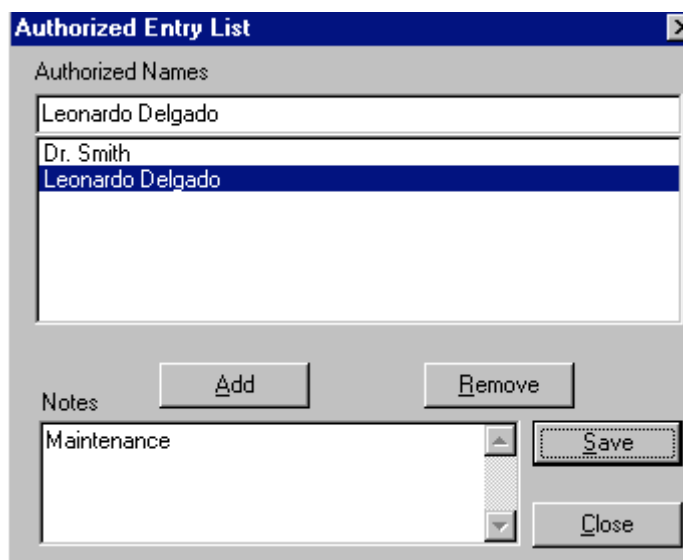 Authorized Entry List
Authorized Names
Leonardo Delgado
Dr. Smith
Leonardo Delgado
Add
Remove
Notes
Maintenance
Save
Close